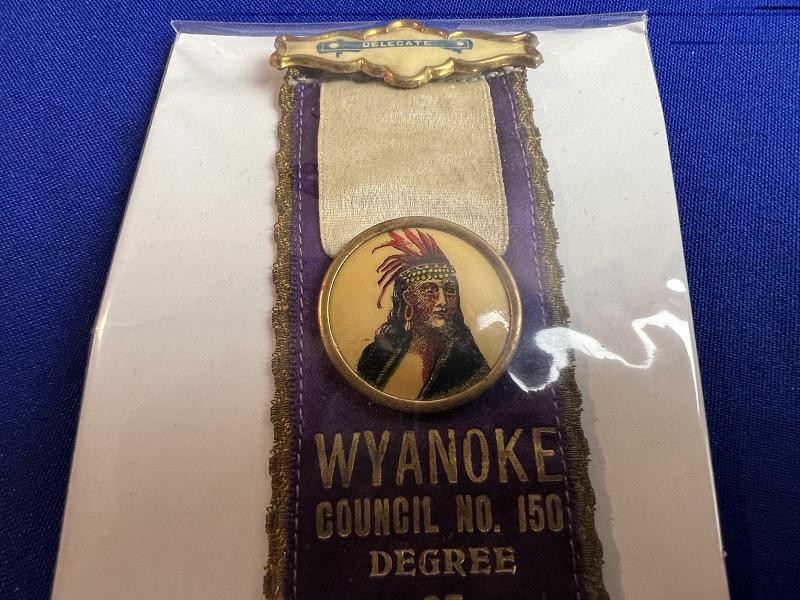 DELEGATE
WYANOKE
COUNCIL NO. 150
DEGREE